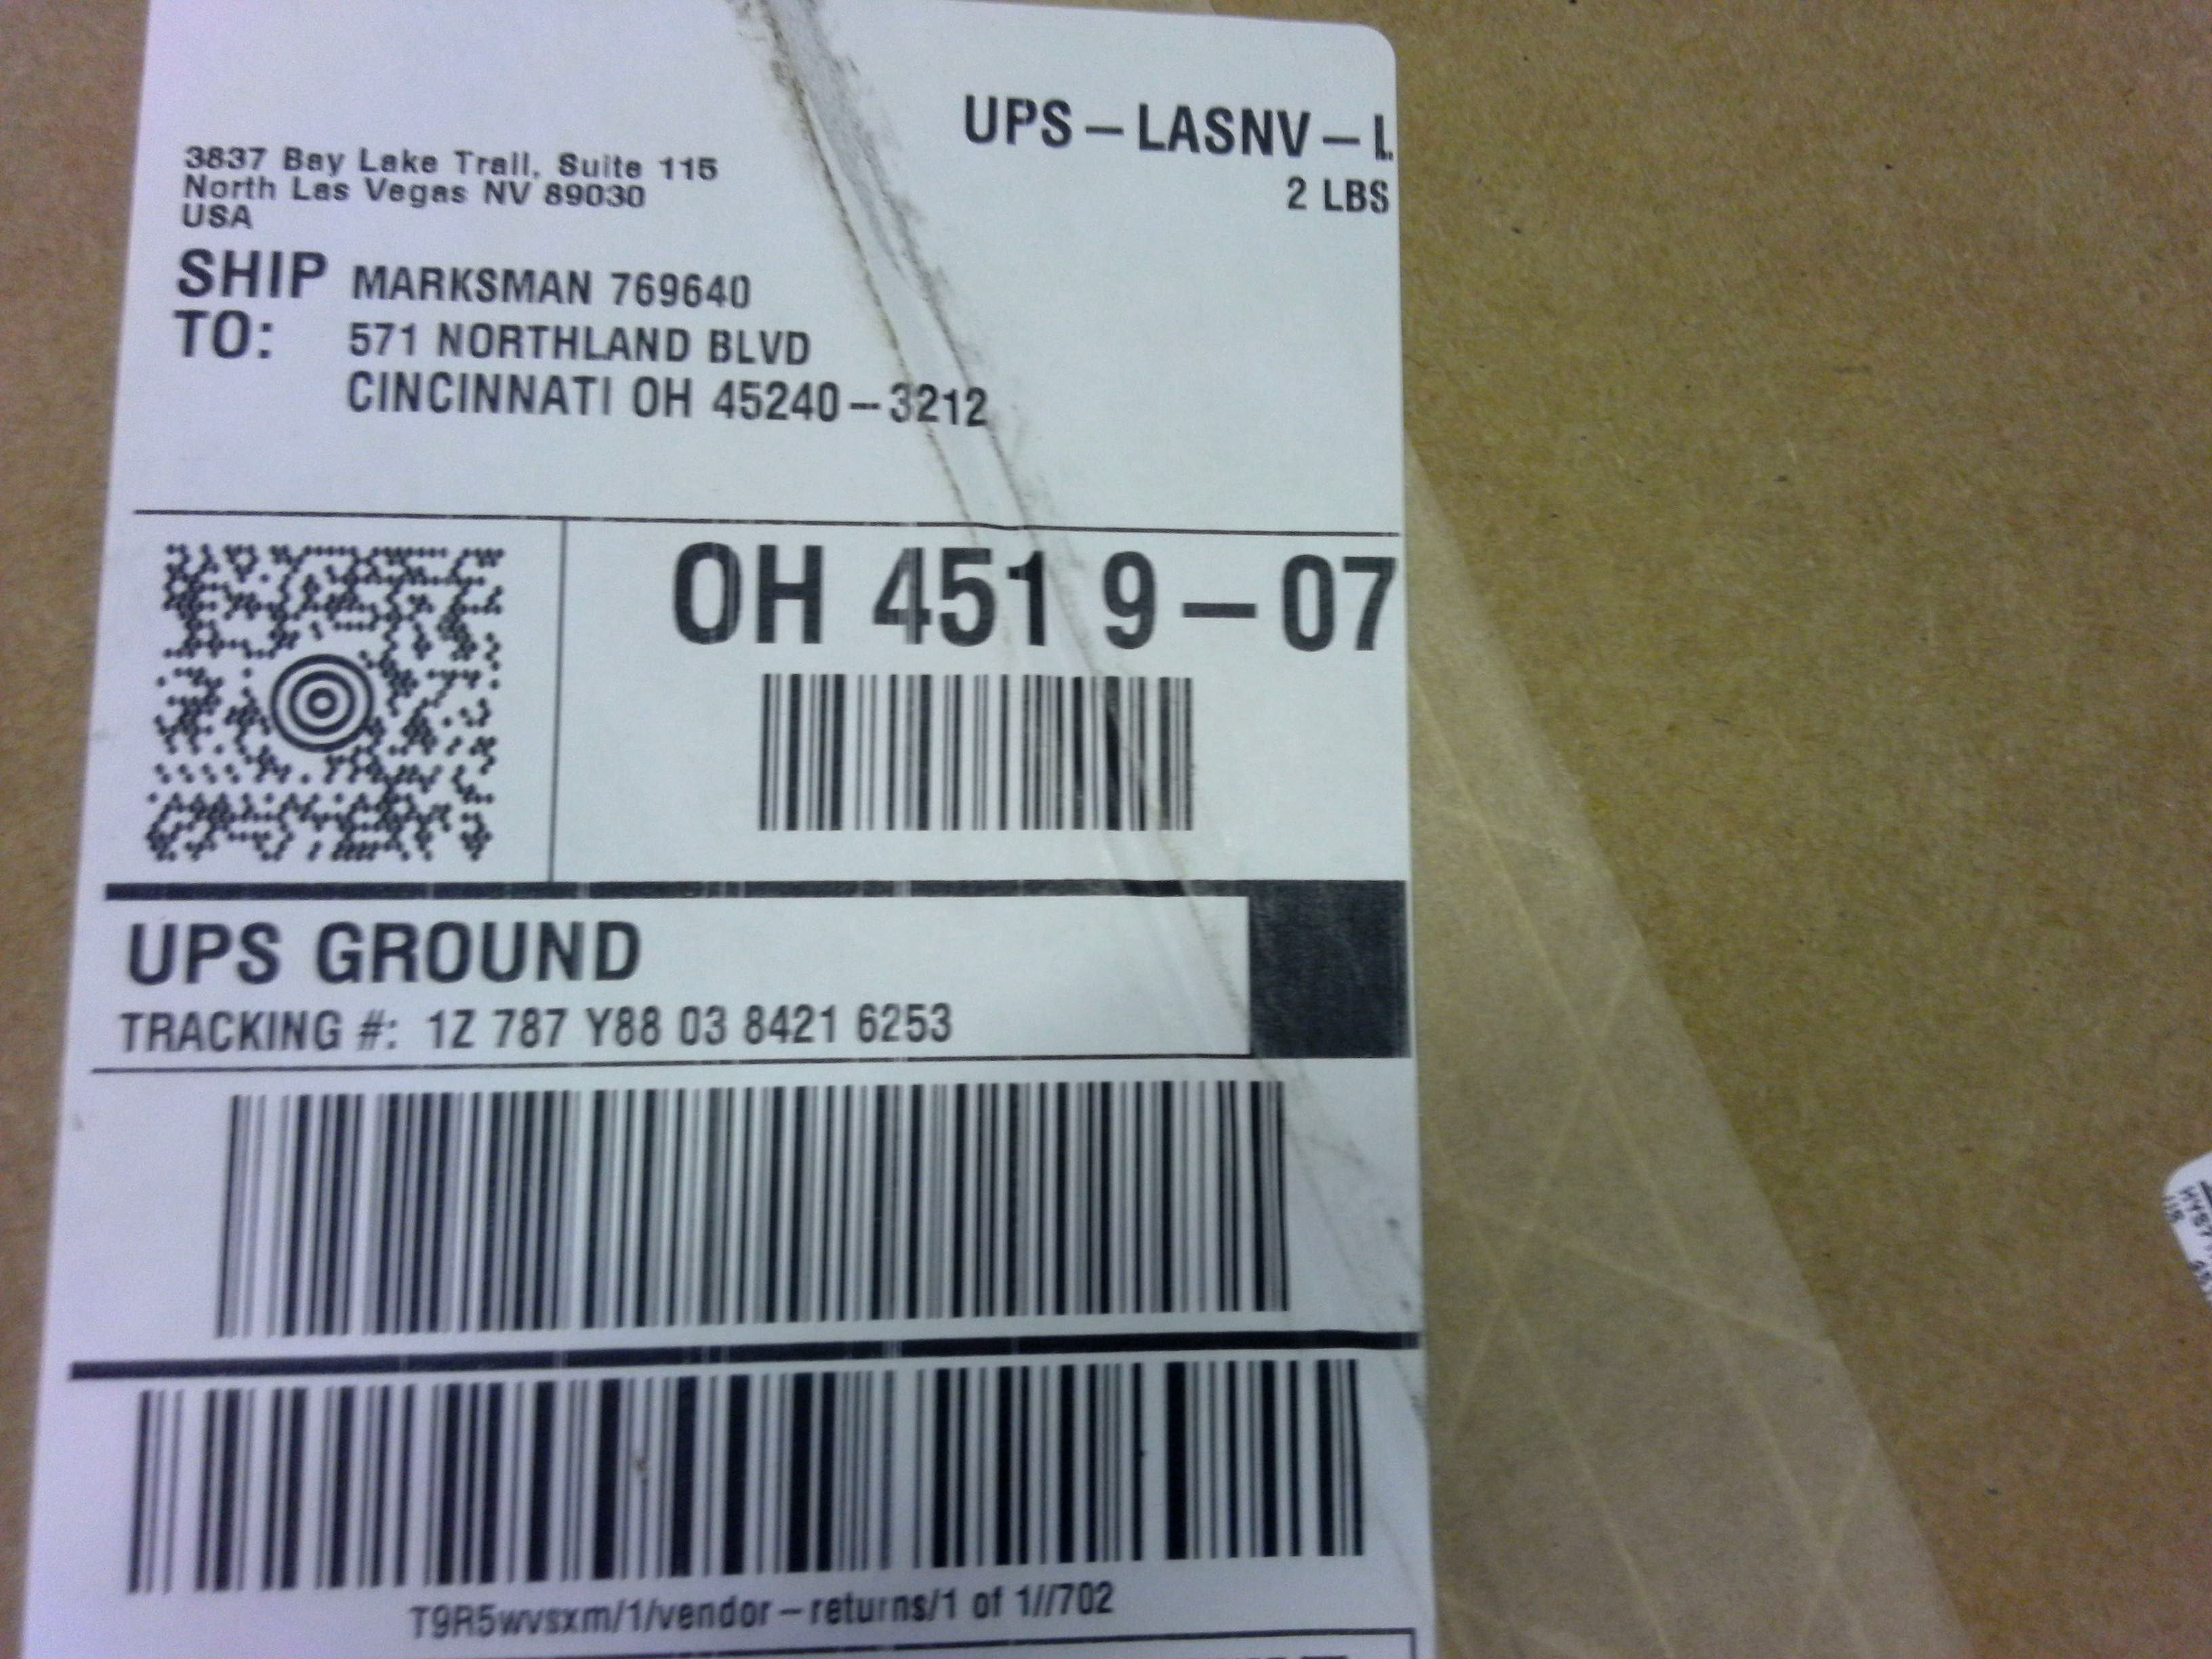 UPS – LASNV – L
2 LBS
3837 Bay Lake Trail, Suite 115
North Las Vegas NV 89030
USA
SHIP TO: MARKSMAN 769640
571 NORTHLAND BLVD
CINCINNATI OH 45240 – 3212
OH 451 9 – 07
UPS GROUND
TRACKING #: 1Z 787 Y88 03 8421 6253
T9R5wvsxm/1/vendor – returns/1 of 1//702